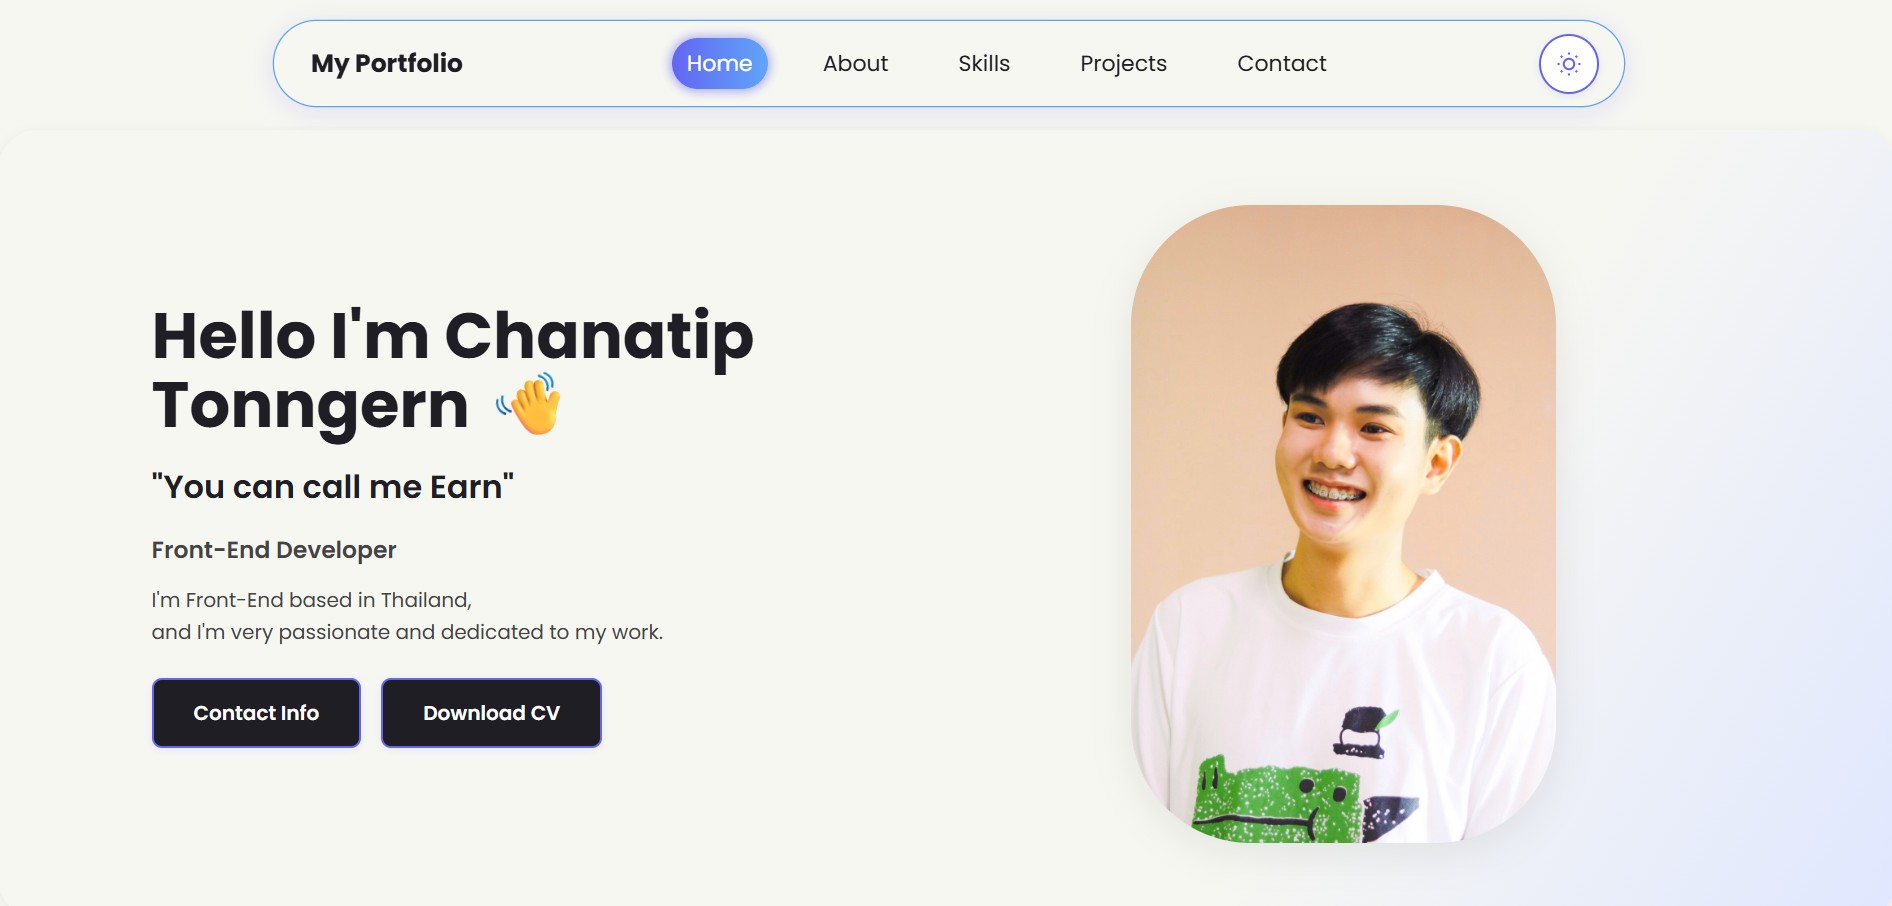 My Portfolio
Home
About
Skills
Projects
Contact
Hello I'm Chanatip
Tonngern 👋
"You can call me Earn"
Front-End Developer
I'm Front-End based in Thailand,
and I'm very passionate and dedicated to my work.
Contact Info
Download CV